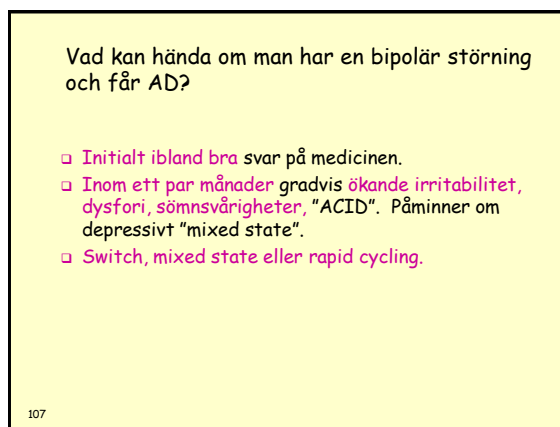 Vad kan hända om man har en bipolär störning
och får AD?
Initialt ibland bra svar på medicinen.
Inom ett par månader gradvis ökande irritabilitet,
dysfori, sömnsvårigheter, ”ACID”. Påminner om
depressivt ”mixed state”.
Switch, mixed state eller rapid cycling.
107